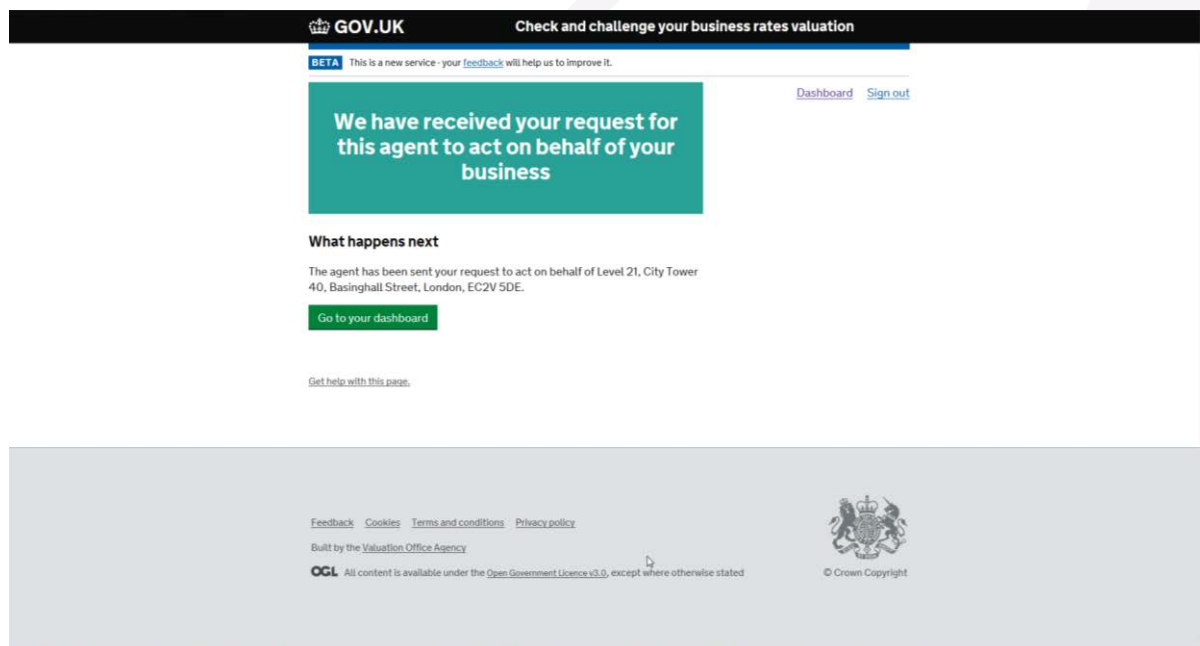 GOV.UK
Check and challenge your business rates valuation
BETA This is a new service - your feedback will help us to improve it.
Dashboard Sign out
We have received your request for
this agent to act on behalf of your
business
What happens next
The agent has been sent your request to act on behalf of Level 21, City Tower
40, Basinghall Street, London, EC2V 5DE.
Go to your dashboard
Get help with this page.
Feedback Cookies Terms and conditions Privacy policy
Built by the Valuation Office Agency
OGL All content is available under the Open Government Licence v3.0, except where otherwise stated
© Crown Copyright